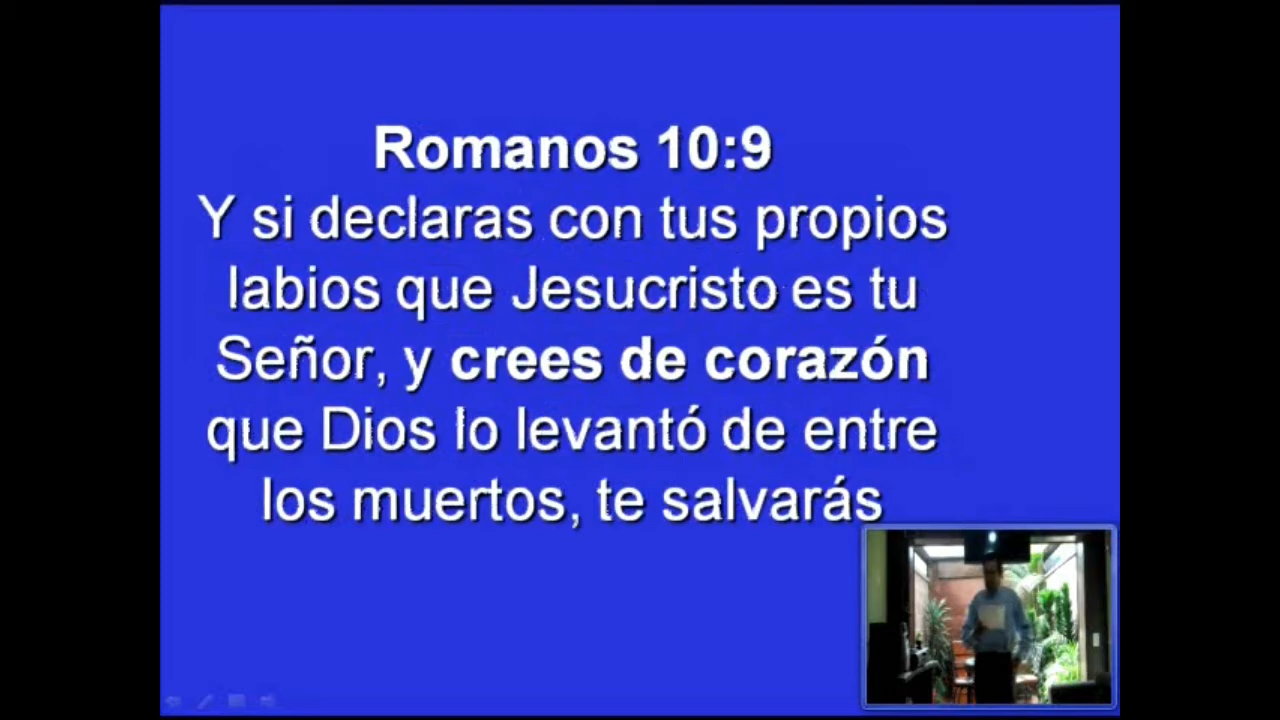 Romanos 10:9
Y si declaras con tus propios
labios que Jesucristo es tu
Señor, y crees de corazón
que Dios lo levantó de entre
los muertos, te salvarás